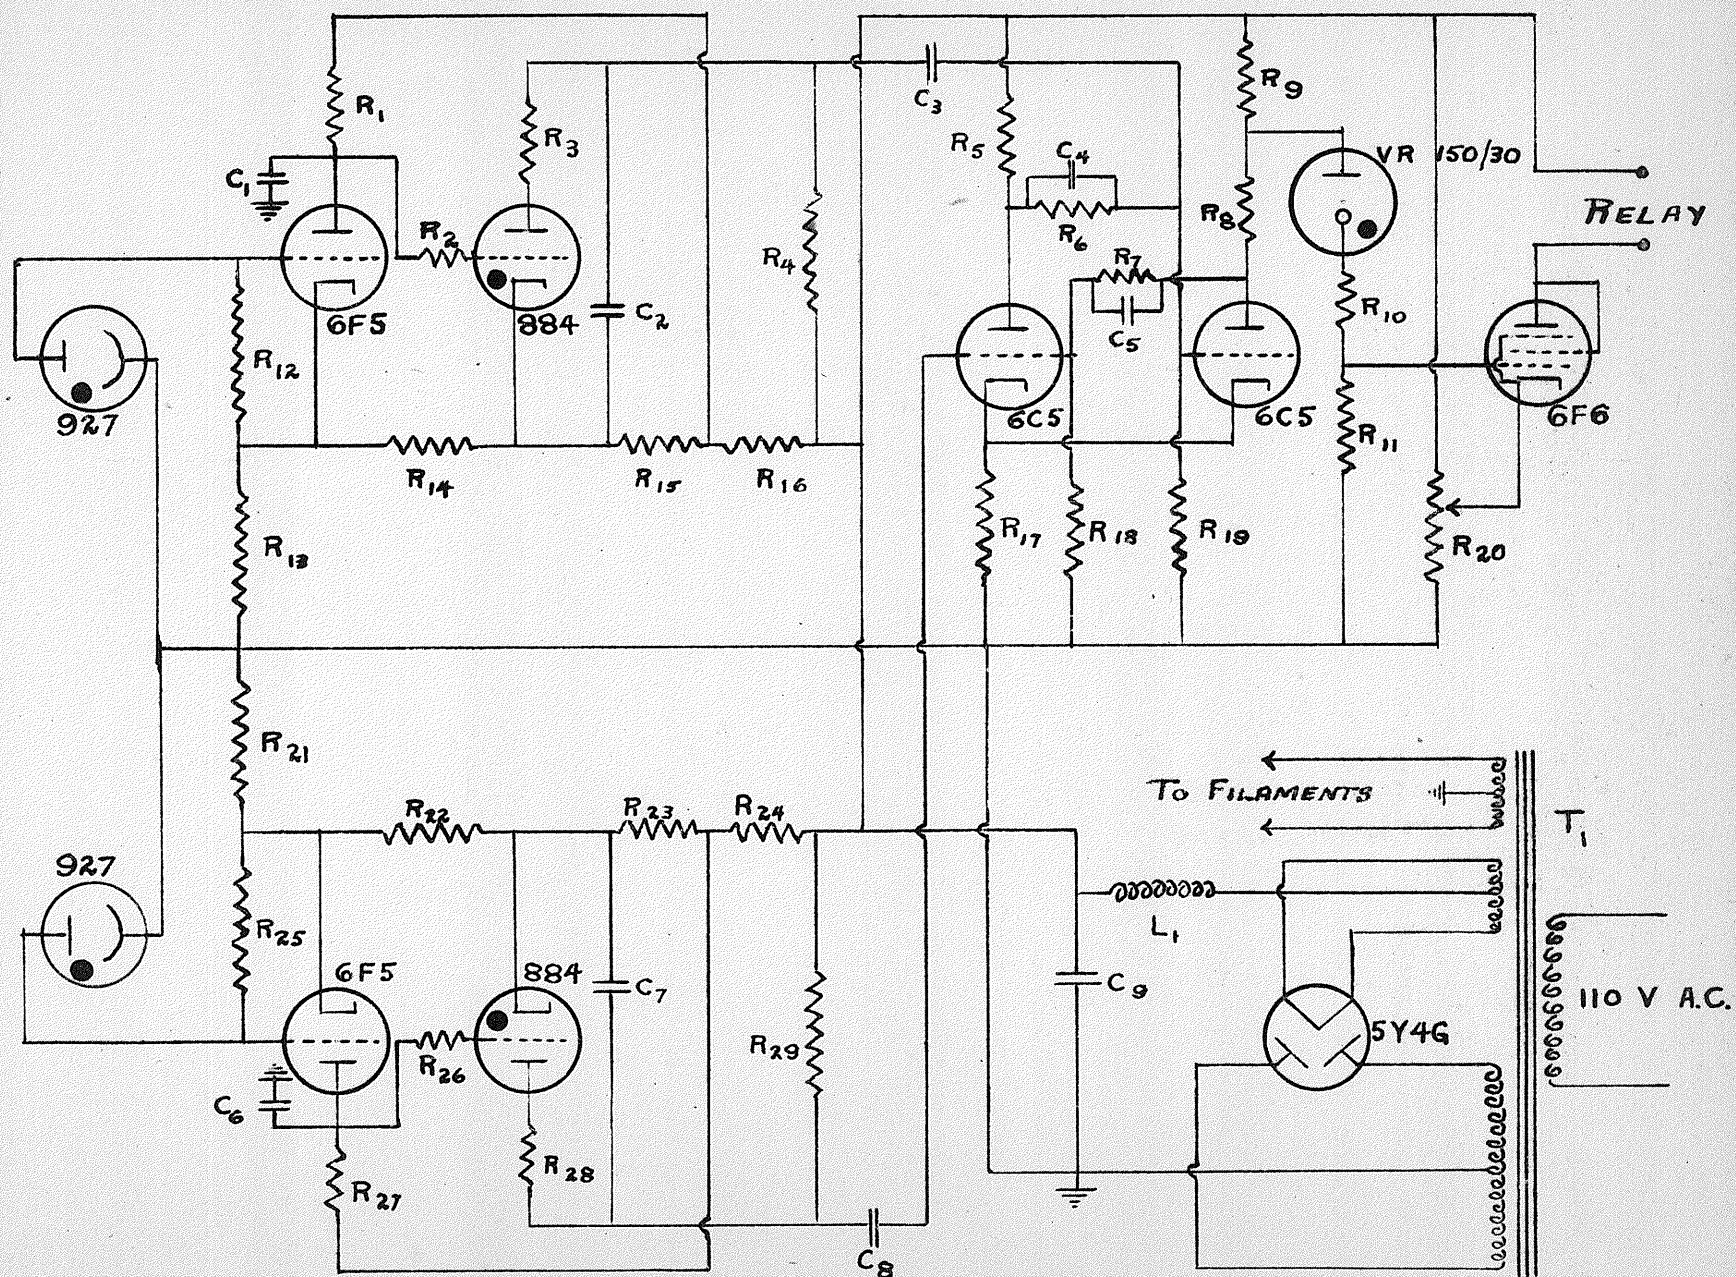 R1
R3
C3
R5
C4
R9
VR 150/30
C1
R2
R6
R8
RELAY
R4
R7
6F5
884
C2
C5
R10
R12
927
6C5
6C5
R11
6F6
R14
R15
R16
R13
R17
R18
R19
R20
R21
TO FILAMENTS
T1
R22
R23
R24
927
R25
L1
6F5
884
C7
C9
110 V A.C.
5Y4G
R26
R29
C6
R28
R27
C8